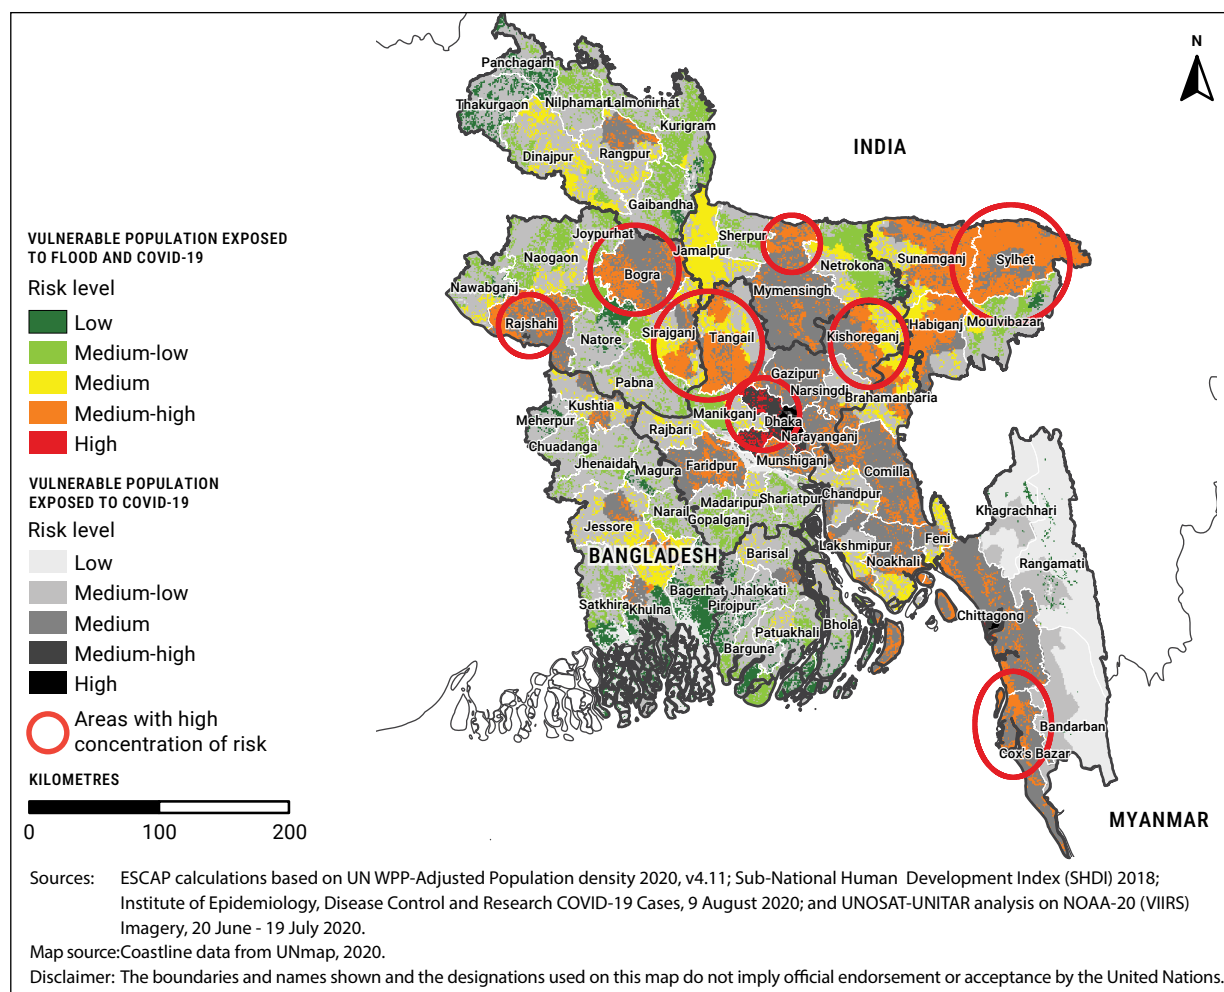 N
INDIA
Panchagarh
Thakurgaon
Nilphamari
Lalmonirhat
Kurigram
Dinajpur
Rangpur
Gaibandha
Joypurhat
Sherpur
Jamalpur
Naogaon
Bogra
Netrokona
Sunamganj
Sylhet
Nawabganj
Mymensingh
Rajshahi
Natore
Sirajganj
Tangail
Kishoreganj
Habiganj
Moulvibazar
Pabna
Gazipur
Narsingdi
Brahamanbaria
Kushtia
Meherpur
Manikganj
Dhaka
Narayanganj
Rajbari
Chuadanga
Munshiganj
Jhenaidah
Magura
Faridpur
Comilla
Madaripur
Shariatpur
Chandpur
Narail
Gopalganj
Khagrachhari
Jessore
BANGLADESH
Barisal
Lakshmipur
Noakhali
Feni
Rangamati
Satkhira
Khulna
Bagerhat
Jhalokati
Pirojpur
Patuakhali
Bhola
Barguna
Chittagong
Bandarban
Cox's Bazar
MYANMAR
VULNERABLE POPULATION EXPOSED
TO FLOOD AND COVID-19
Risk level
Low
Medium-low
Medium
Medium-high
High
VULNERABLE POPULATION
EXPOSED TO COVID-19
Risk level
Low
Medium-low
Medium
Medium-high
High
Areas with high
concentration of risk
KILOMETRES
0 100 200
Sources: ESCAP calculations based on UN WPP-Adjusted Population density 2020, v4.11; Sub-National Human Development Index (SHDI) 2018;
Institute of Epidemiology, Disease Control and Research COVID-19 Cases, 9 August 2020; and UNOSAT-UNITAR analysis on NOAA-20 (VIIRS)
Imagery, 20 June - 19 July 2020.
Map source:Coastline data from UNmap, 2020.
Disclaimer: The boundaries and names shown and the designations used on this map do not imply official endorsement or acceptance by the United Nations.